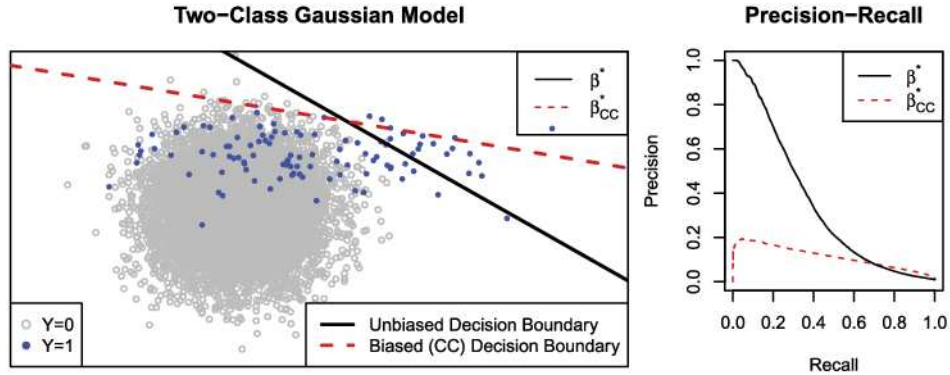 Two-Class Gaussian Model
β*
β*CC
Y=0
Y=1
Unbiased Decision Boundary
Biased (CC) Decision Boundary
Precision-Recall
β*
β*CC
Precision
1.0
0.8
0.6
0.4
0.2
0.0
0.0 0.2 0.4 0.6 0.8 1.0
Recall